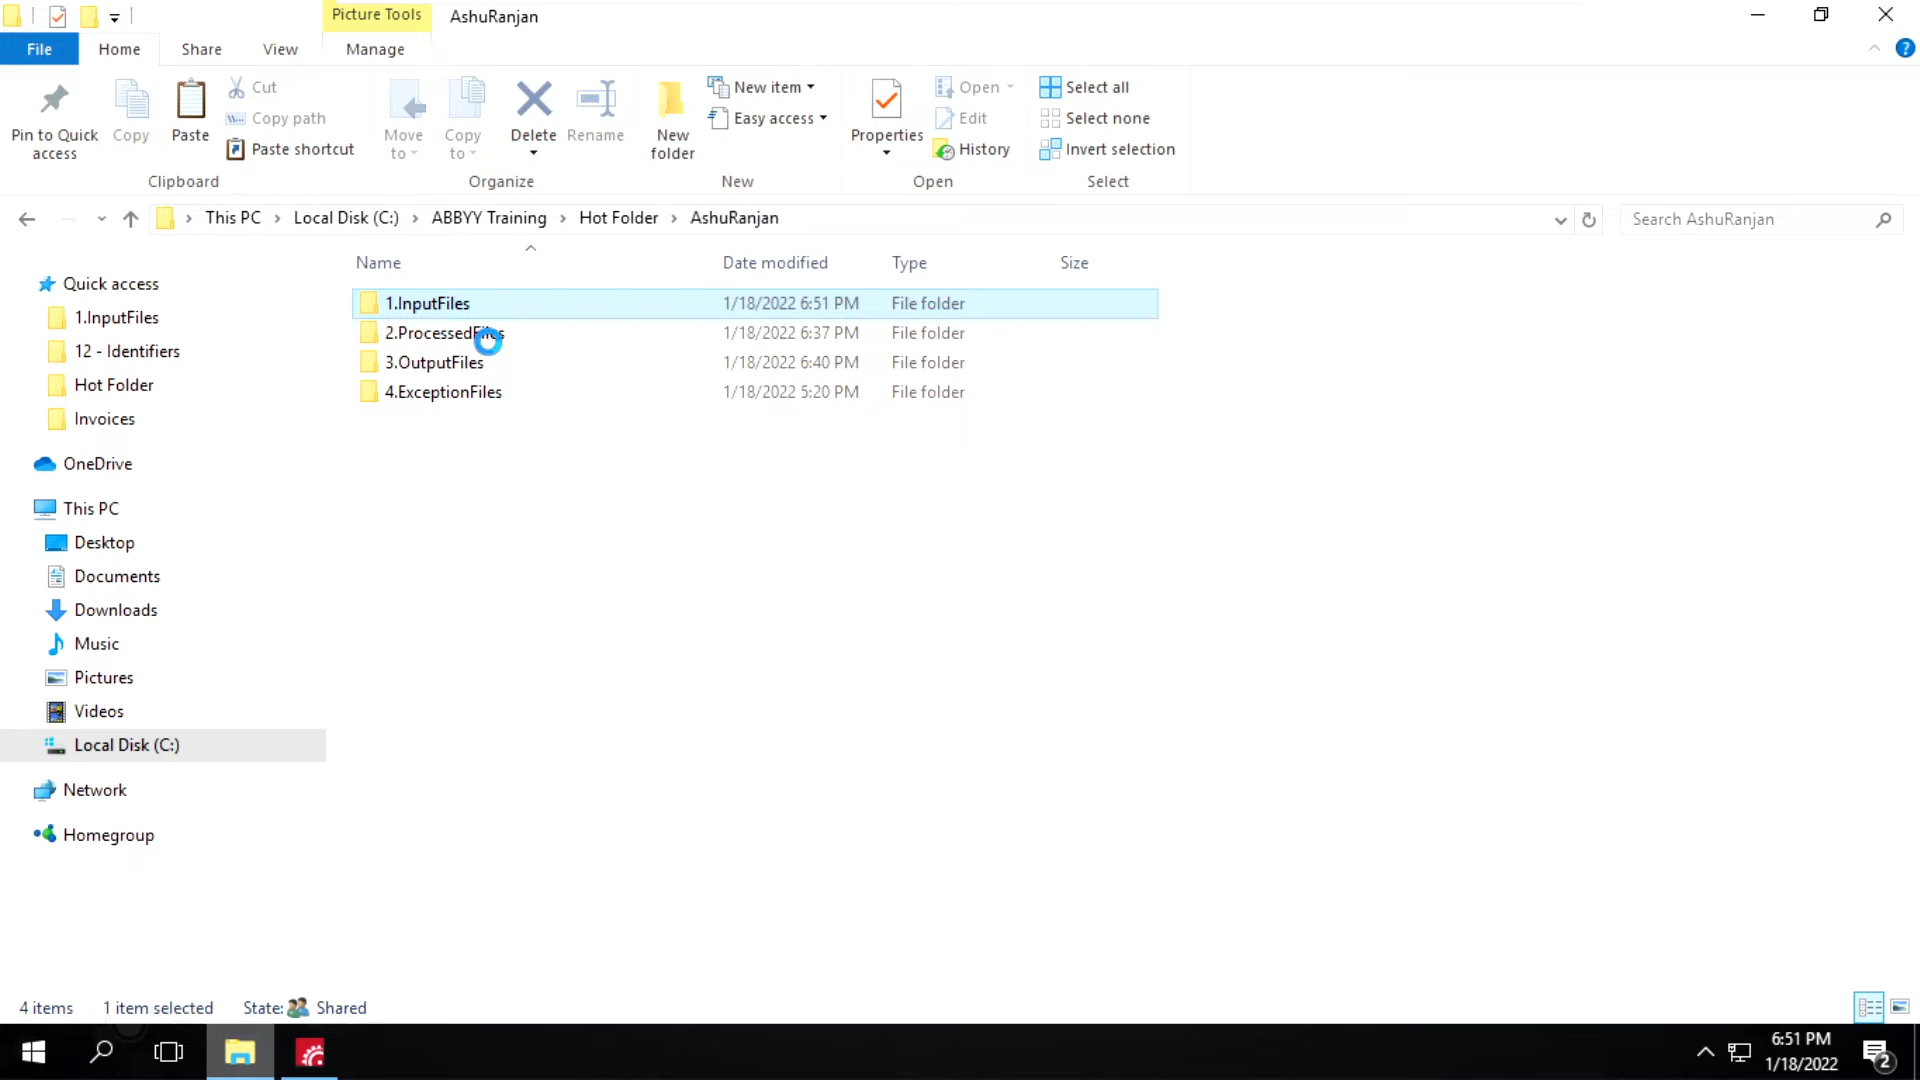 Picture Tools
AshuRanjan
File
Home
Share
View
Manage
Pin to Quick access
Copy
Paste
Cut
Copy path
Paste shortcut
Clipboard
Move to
Copy to
Delete
Rename
Organize
New folder
New item
Easy access
New
Properties
Open
Edit
History
Open
Select all
Select none
Invert selection
Select
This PC > Local Disk (C:) > ABBYY Training > Hot Folder > AshuRanjan
Search AshuRanjan
Name Date modified Type Size
1.InputFiles 1/18/2022 6:51 PM File folder
2.ProcessedFiles 1/18/2022 6:37 PM File folder
3.OutputFiles 1/18/2022 6:40 PM File folder
4.ExceptionFiles 1/18/2022 5:20 PM File folder
Quick access
1.InputFiles
12 - Identifiers
Hot Folder
Invoices
OneDrive
This PC
Desktop
Documents
Downloads
Music
Pictures
Videos
Local Disk (C:)
Network
Homegroup
4 items 1 item selected State: Shared
6:51 PM
1/18/2022
2